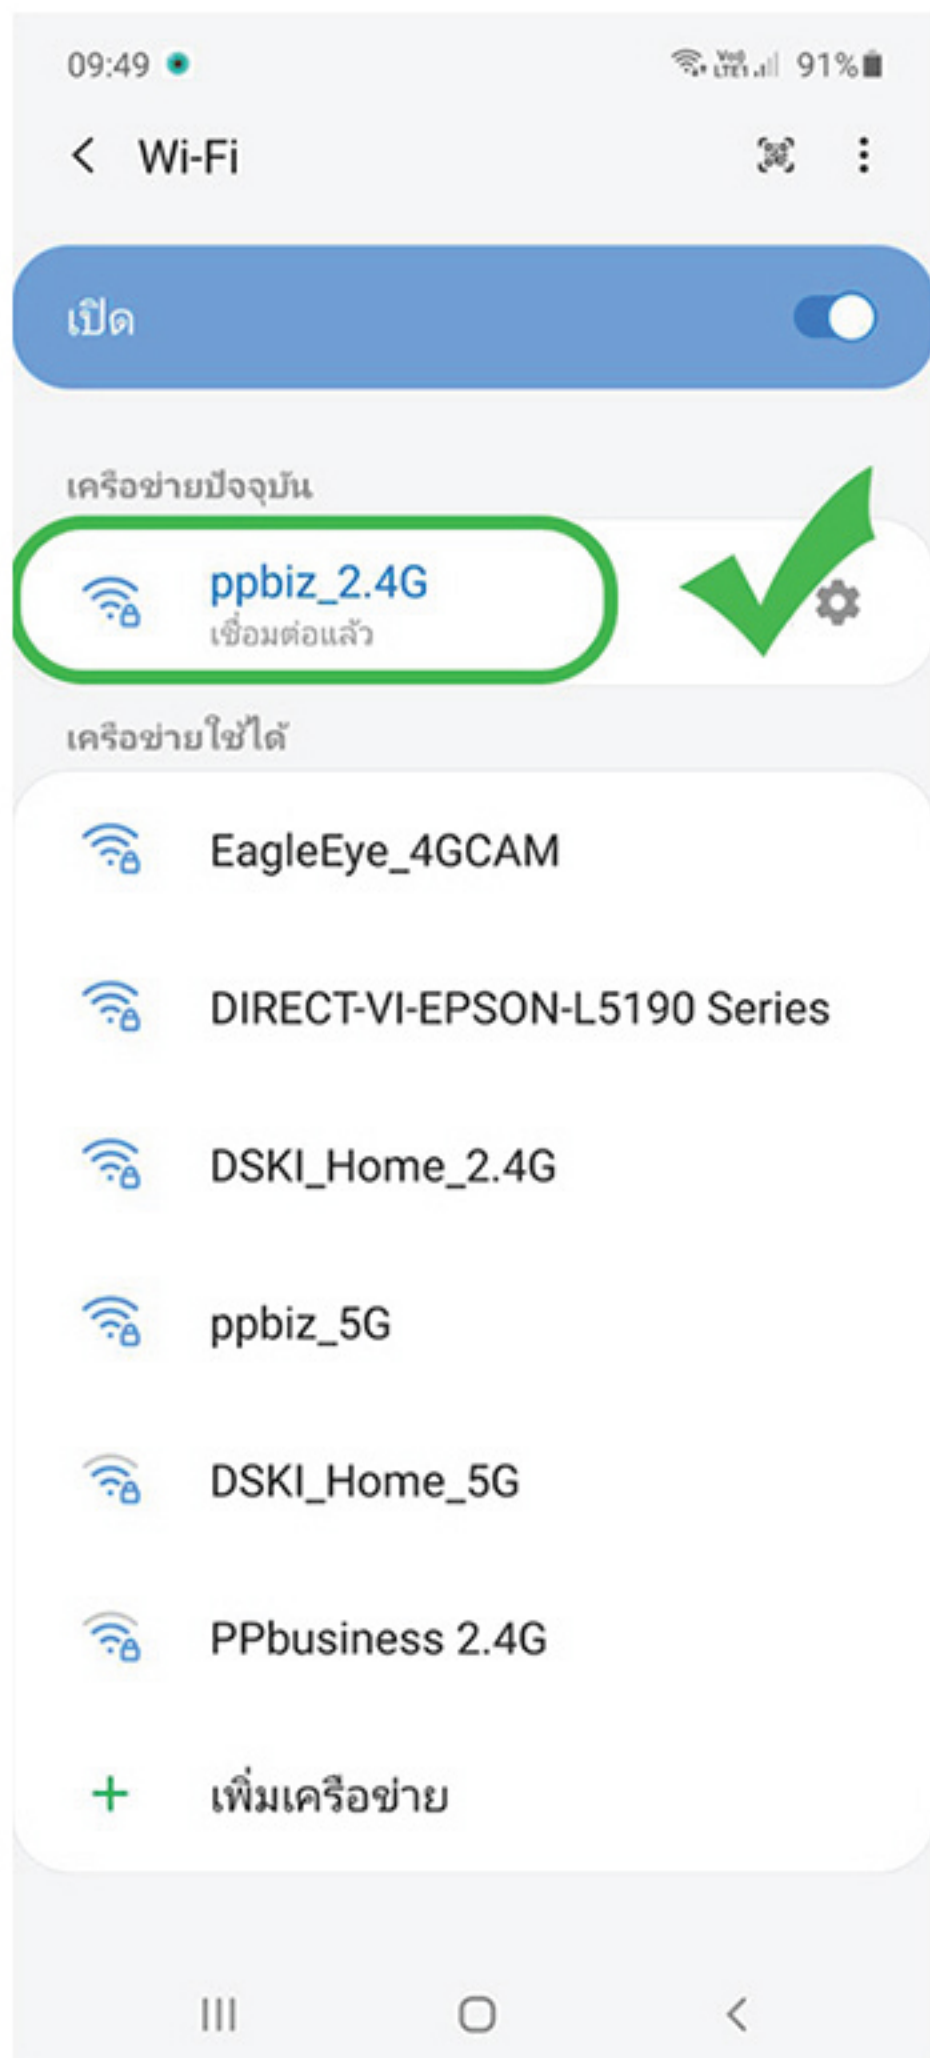 09:49
Vo)) LTE1 91%
Wi-Fi
เปิด
เครือข่ายปัจจุบัน
ppbiz_2.4G
เชื่อมต่อแล้ว
เครือข่ายใช้ได้
EagleEye_4GCAM
DIRECT-VI-EPSON-L5190 Series
DSKI_Home_2.4G
ppbiz_5G
DSKI_Home_5G
PPbusiness 2.4G
เพิ่มเครือข่าย